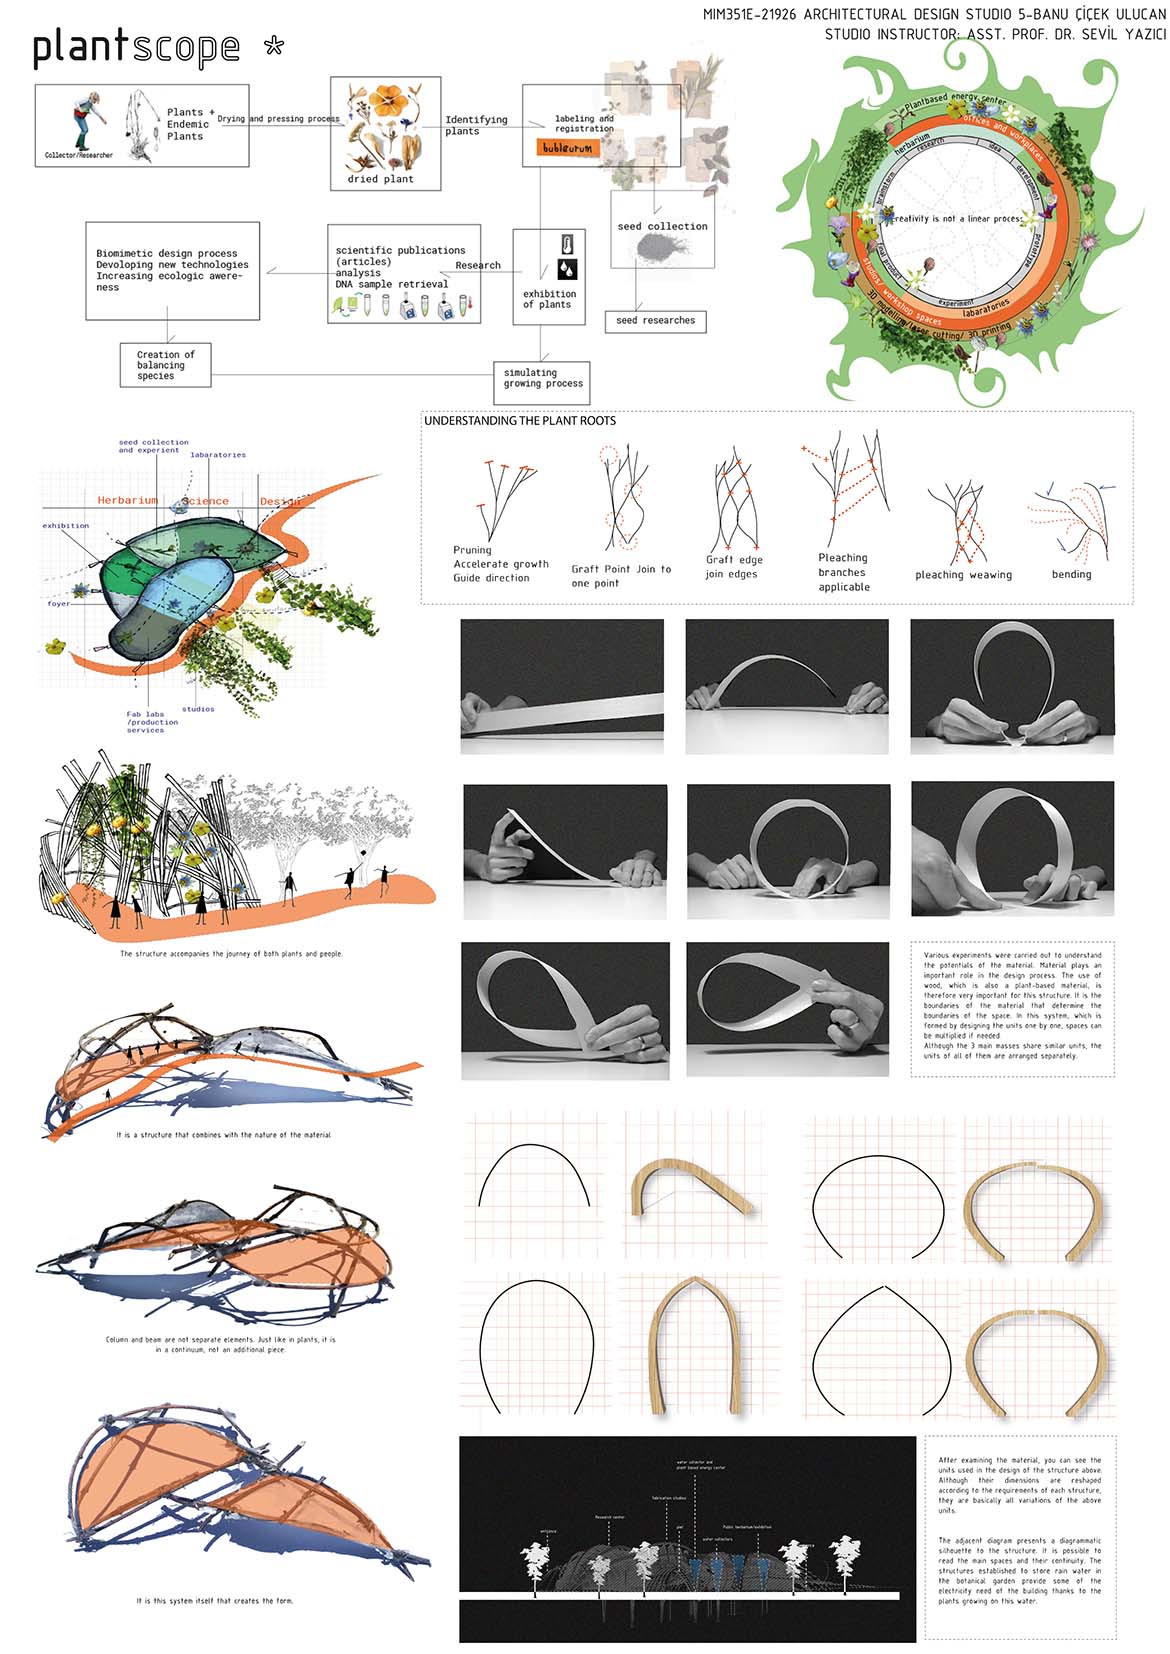 MIM351E-21926 ARCHITECTURAL DESIGN STUDIO 5-BANU ÇİÇEK ULUCAN
STUDIO INSTRUCTOR: ASST. PROF. DR. SEVİL YAZICI
plantscope *
Collector/Researcher
Plants +
Endemic
Plants
Drying and pressing process
dried plant
Identifying
plants
labeling and
registration
bubleurum
seed collection
seed researches
exhibition
of plants
Research
scientific publications
(articles)
analysis
DNA sample retrieval
Biomimetic design process
Devoloping new technologies
Increasing ecologic awere-
ness
Creation of
balancing
species
simulating
growing process
Plantbased energy center
offices and workplaces
herbarium
research
idea
development
brainstorm
reativity is not a linear process
prototype
final product
experiment
labaratories
studios/ workshop spaces
3D modelling/laser cutting/ 3D printing
UNDERSTANDING THE PLANT ROOTS
Pruning
Accelerate growth
Guide direction
Graft Point Join to
one point
Graft edge
join edges
Pleaching
branches
applicable
pleaching weawing
bending
seed collection
and experient
labaratories
Herbarium
Science
Design
exhibition
foyer
Fab labs
/production
services
studios
The structure accompanies the journey of both plants and people.
It is a structure that combines with the nature of the material
Column and beam are not separate elements. Just like in plants, it is
in a continuum, not an additional piece.
It is this system itself that creates the form.
Various experiments were carried out to understand
the potentials of the material. Material plays an
important role in the design process. The use of
wood, which is also a plant-based material, is
therefore very important for this structure. It is the
boundaries of the material that determine the
boundaries of the space. In this system, which is
formed by designing the units one by one, spaces can
be multiplied if needed
Although the 3 main masses share similar units, the
units of all of them are arranged separately.
water collector and
plant based energy center
fabrication studios
Research center
entrance
water collectors
Public herbarium/exhibition
After examining the material, you can see the
units used in the design of the structure above.
Although their dimensions are reshaped
according to the requirements of each structure,
they are basically all variations of the above
units.
The adjacent diagram presents a diagrammatic
silhouette to the structure. It is possible to
read the main spaces and their continuity. The
structures established to store rain water in
the botanical garden provide some of the
electricity need of the building thanks to the
plants growing on this water.